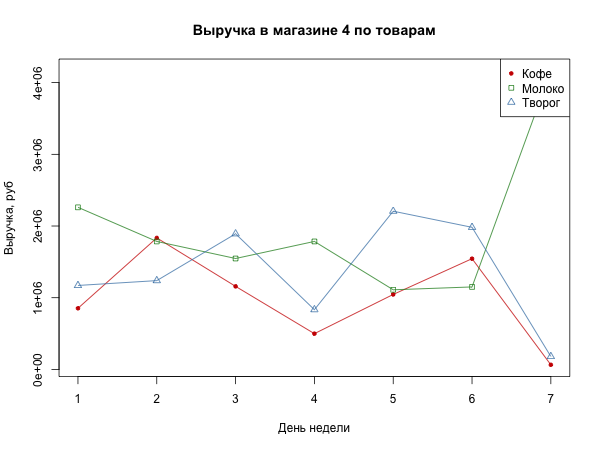 Выручка в магазине 4 по товарам
Кофе
Молоко
Творог
4e+06
3e+06
2e+06
1e+06
0e+00
Выручка, руб
1 2 3 4 5 6 7
День недели